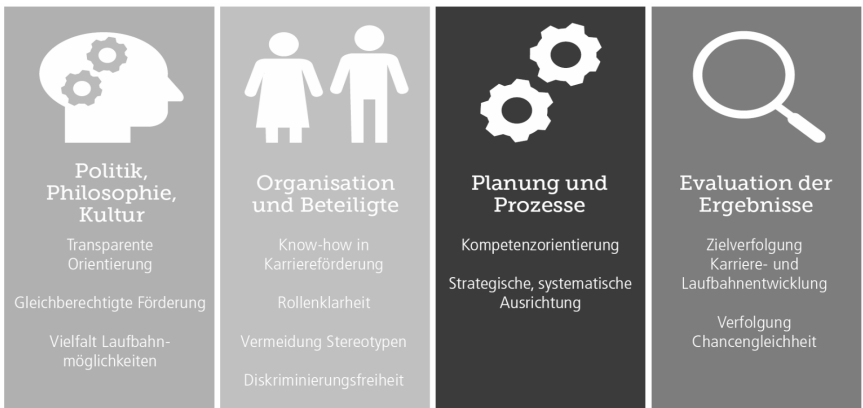 Politik,
Philosophie,
Kultur
Transparente
Orientierung
Gleichberechtigte Förderung
Vielfalt Laufbahn-
möglichkeiten
Organisation
und Beteiligte
Know-how in
Karriereförderung
Rollenklarheit
Vermeidung Stereotypen
Diskriminierungsfreiheit
Planung und
Prozesse
Kompetenzorientierung
Strategische, systematische
Ausrichtung
Evaluation der
Ergebnisse
Zielverfolgung
Karriere- und
Laufbahnentwicklung
Verfolgung
Chancengleichheit